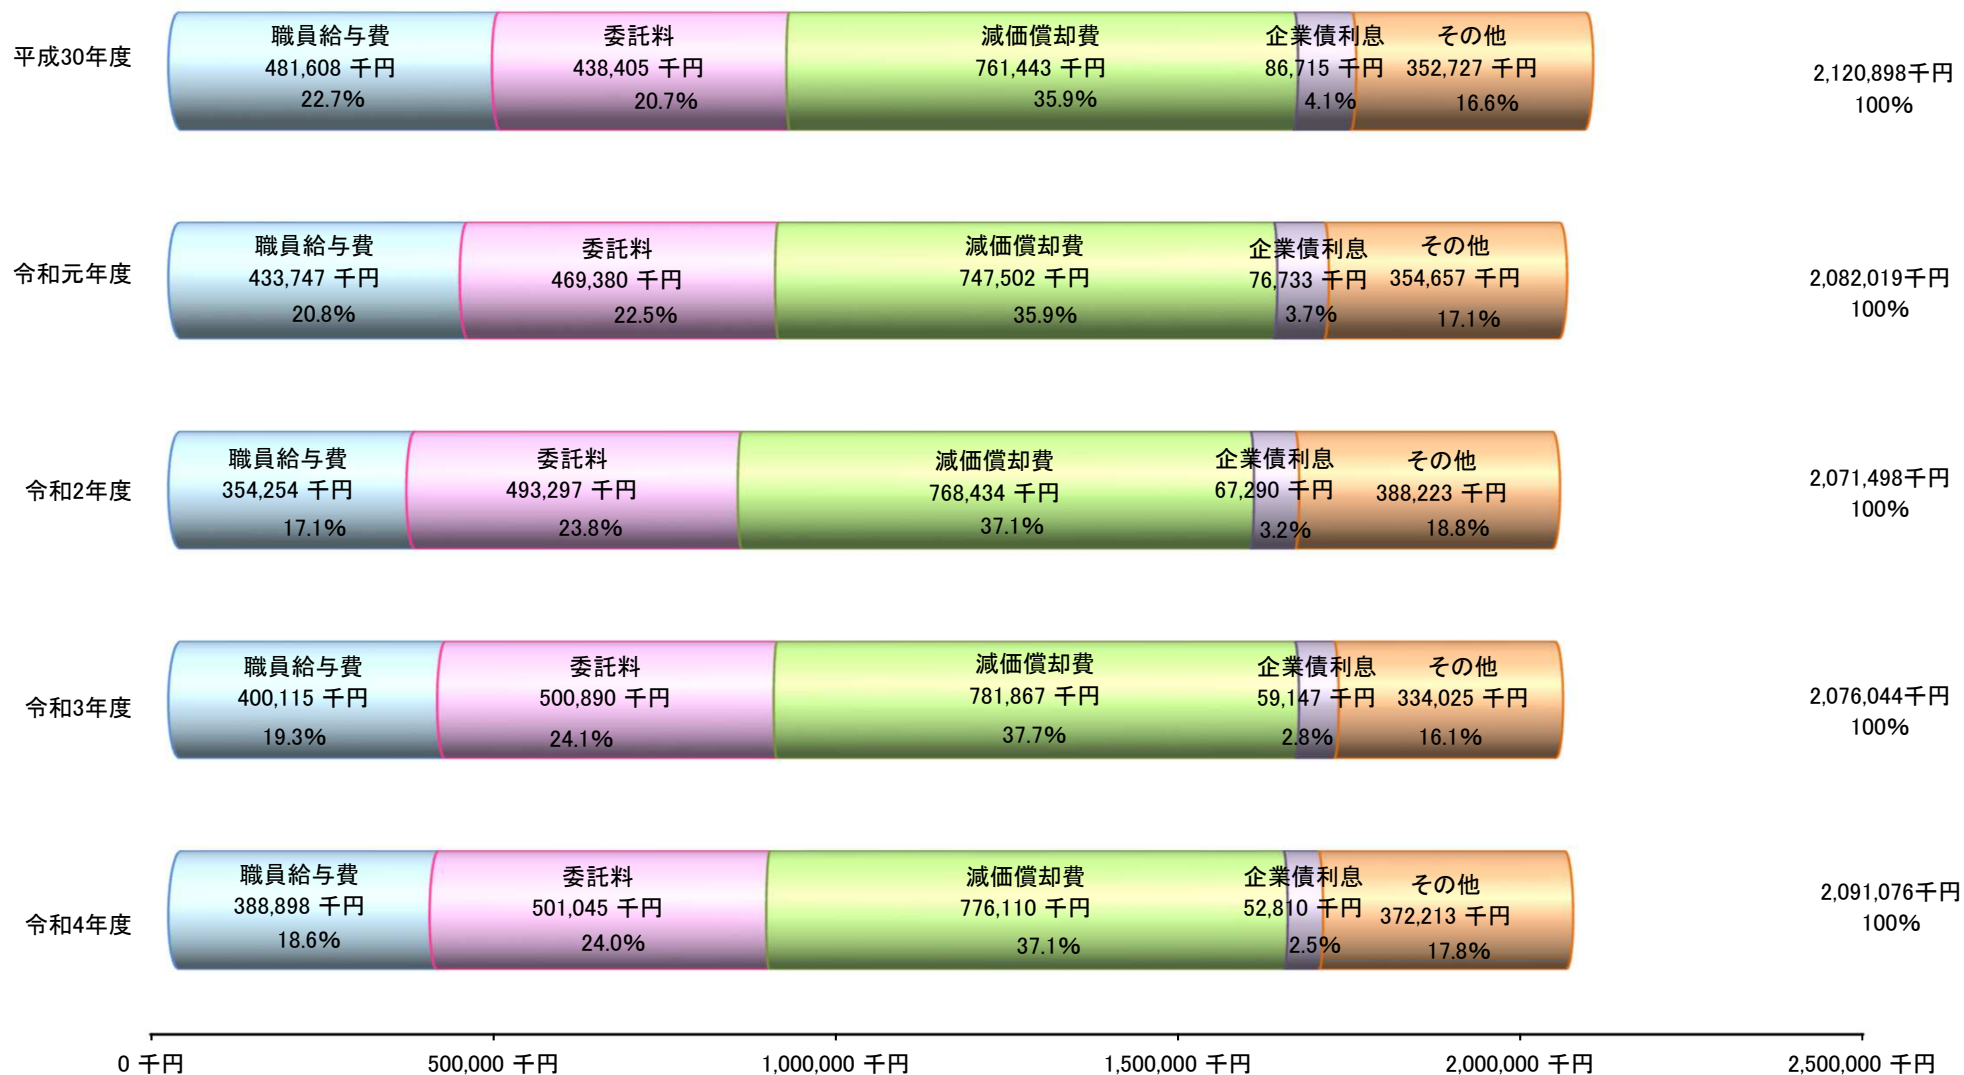 平成30年度
職員給与費
481,608 千円
22.7%
委託料
438,405 千円
20.7%
減価償却費
761,443 千円
35.9%
企業債利息
86,715 千円
4.1%
その他
352,727 千円
16.6%
2,120,898千円
100%
令和元年度
職員給与費
433,747 千円
20.8%
委託料
469,380 千円
22.5%
減価償却費
747,502 千円
35.9%
企業債利息
76,733 千円
3.7%
その他
354,657 千円
17.1%
2,082,019千円
100%
令和2年度
職員給与費
354,254 千円
17.1%
委託料
493,297 千円
23.8%
減価償却費
768,434 千円
37.1%
企業債利息
67,290 千円
3.2%
その他
388,223 千円
18.8%
2,071,498千円
100%
令和3年度
職員給与費
400,115 千円
19.3%
委託料
500,890 千円
24.1%
減価償却費
781,867 千円
37.7%
企業債利息
59,147 千円
2.8%
その他
334,025 千円
16.1%
2,076,044千円
100%
令和4年度
職員給与費
388,898 千円
18.6%
委託料
501,045 千円
24.0%
減価償却費
776,110 千円
37.1%
企業債利息
52,810 千円
2.5%
その他
372,213 千円
17.8%
2,091,076千円
100%
0 千円
500,000 千円
1,000,000 千円
1,500,000 千円
2,000,000 千円
2,500,000 千円